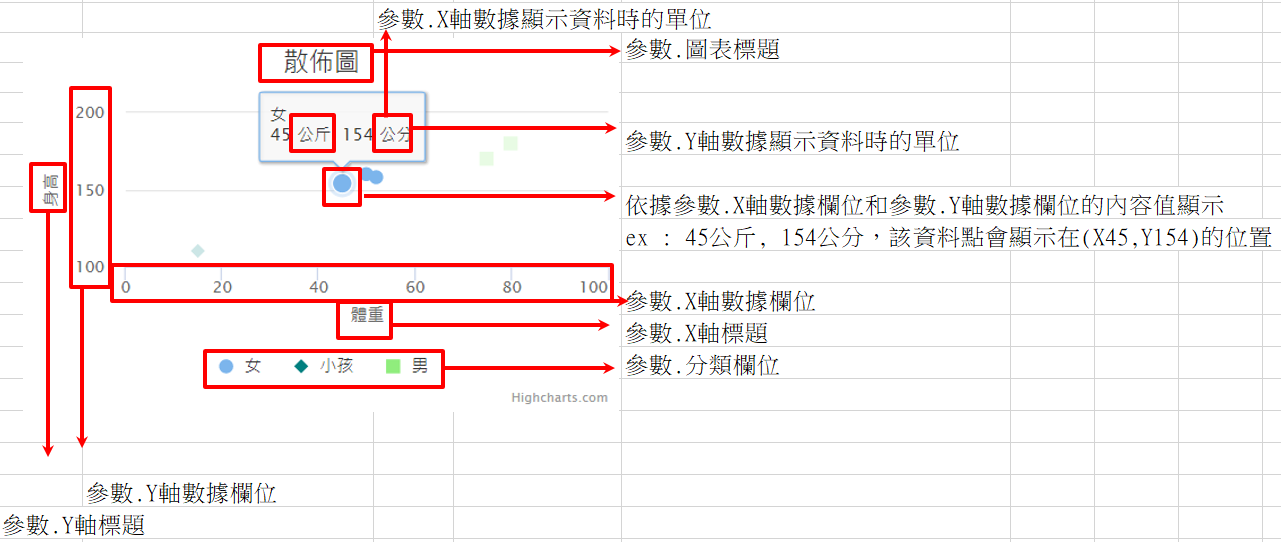 參數.X軸數據顯示資料時的單位
散佈圖
參數.圖表標題
200
女
45 公斤 154 公分
參數.Y軸數據顯示資料時的單位
身高
150
依據參數.X軸數據欄位和參數.Y軸數據欄位的內容值顯示
ex : 45公斤, 154公分，該資料點會顯示在(X45,Y154)的位置
100
0 20 40 60 80 100
參數.X軸數據欄位
體重
參數.X軸標題
女 小孩 男
參數.分類欄位
Highcharts.com
參數.Y軸數據欄位
參數.Y軸標題